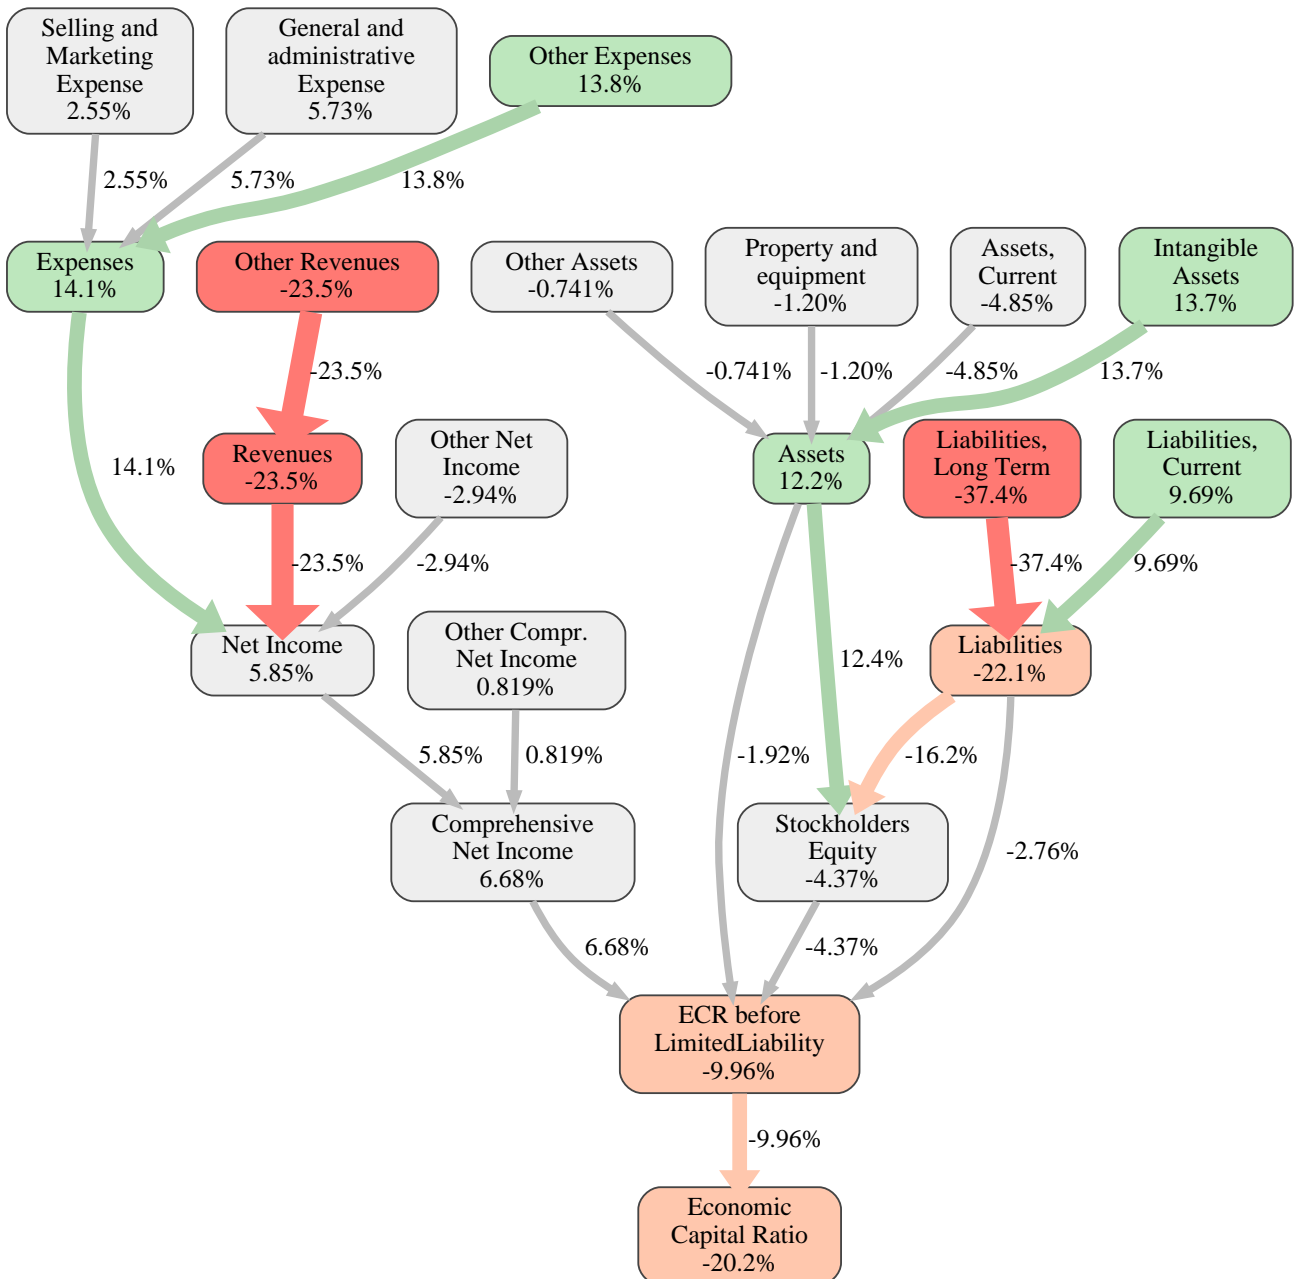 Selling and
Marketing
Expense
2.55%
General and
administrative
Expense
5.73%
Other Expenses
13.8%
2.55%
5.73%
13.8%
Expenses
14.1%
Other Revenues
-23.5%
Other Assets
-0.741%
Property and
equipment
-1.20%
Assets,
Current
-4.85%
Intangible
Assets
13.7%
-23.5%
-0.741%
-1.20%
-4.85%
13.7%
14.1%
Revenues
-23.5%
Other Net
Income
-2.94%
Assets
12.2%
Liabilities,
Long Term
-37.4%
Liabilities,
Current
9.69%
-23.5%
-2.94%
-37.4%
9.69%
Net Income
5.85%
Other Compr.
Net Income
0.819%
12.4%
Liabilities
-22.1%
5.85%
0.819%
-1.92%
-16.2%
Comprehensive
Net Income
6.68%
Stockholders
Equity
-4.37%
-2.76%
6.68%
-4.37%
ECR before
LimitedLiability
-9.96%
-9.96%
Economic
Capital Ratio
-20.2%